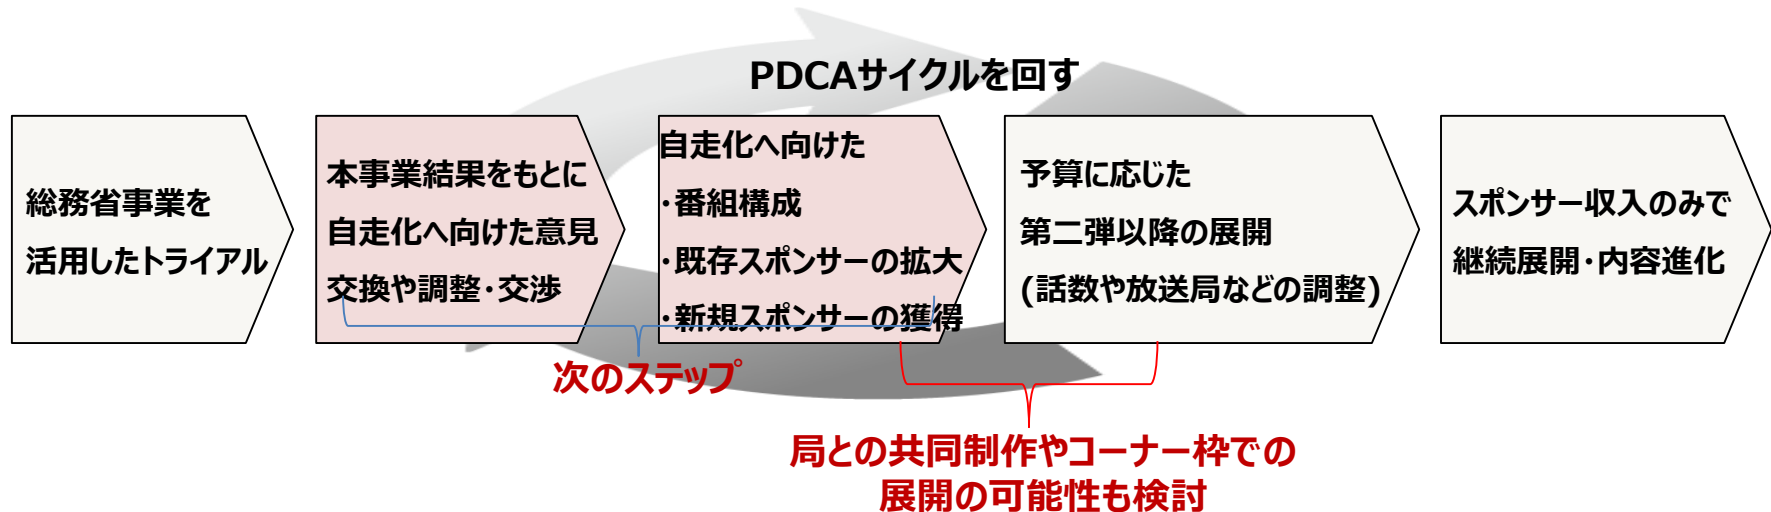 PDCAサイクルを回す
総務省事業を
活用したトライアル
本事業結果をもとに
自走化へ向けた意見
交換や調整・交渉
自走化へ向けた
・番組構成
・既存スポンサーの拡大
・新規スポンサーの獲得
予算に応じた
第二弾以降の展開
(話数や放送局などの調整)
スポンサー収入のみで
継続展開・内容進化
次のステップ
局との共同制作やコーナー枠での
展開の可能性も検討